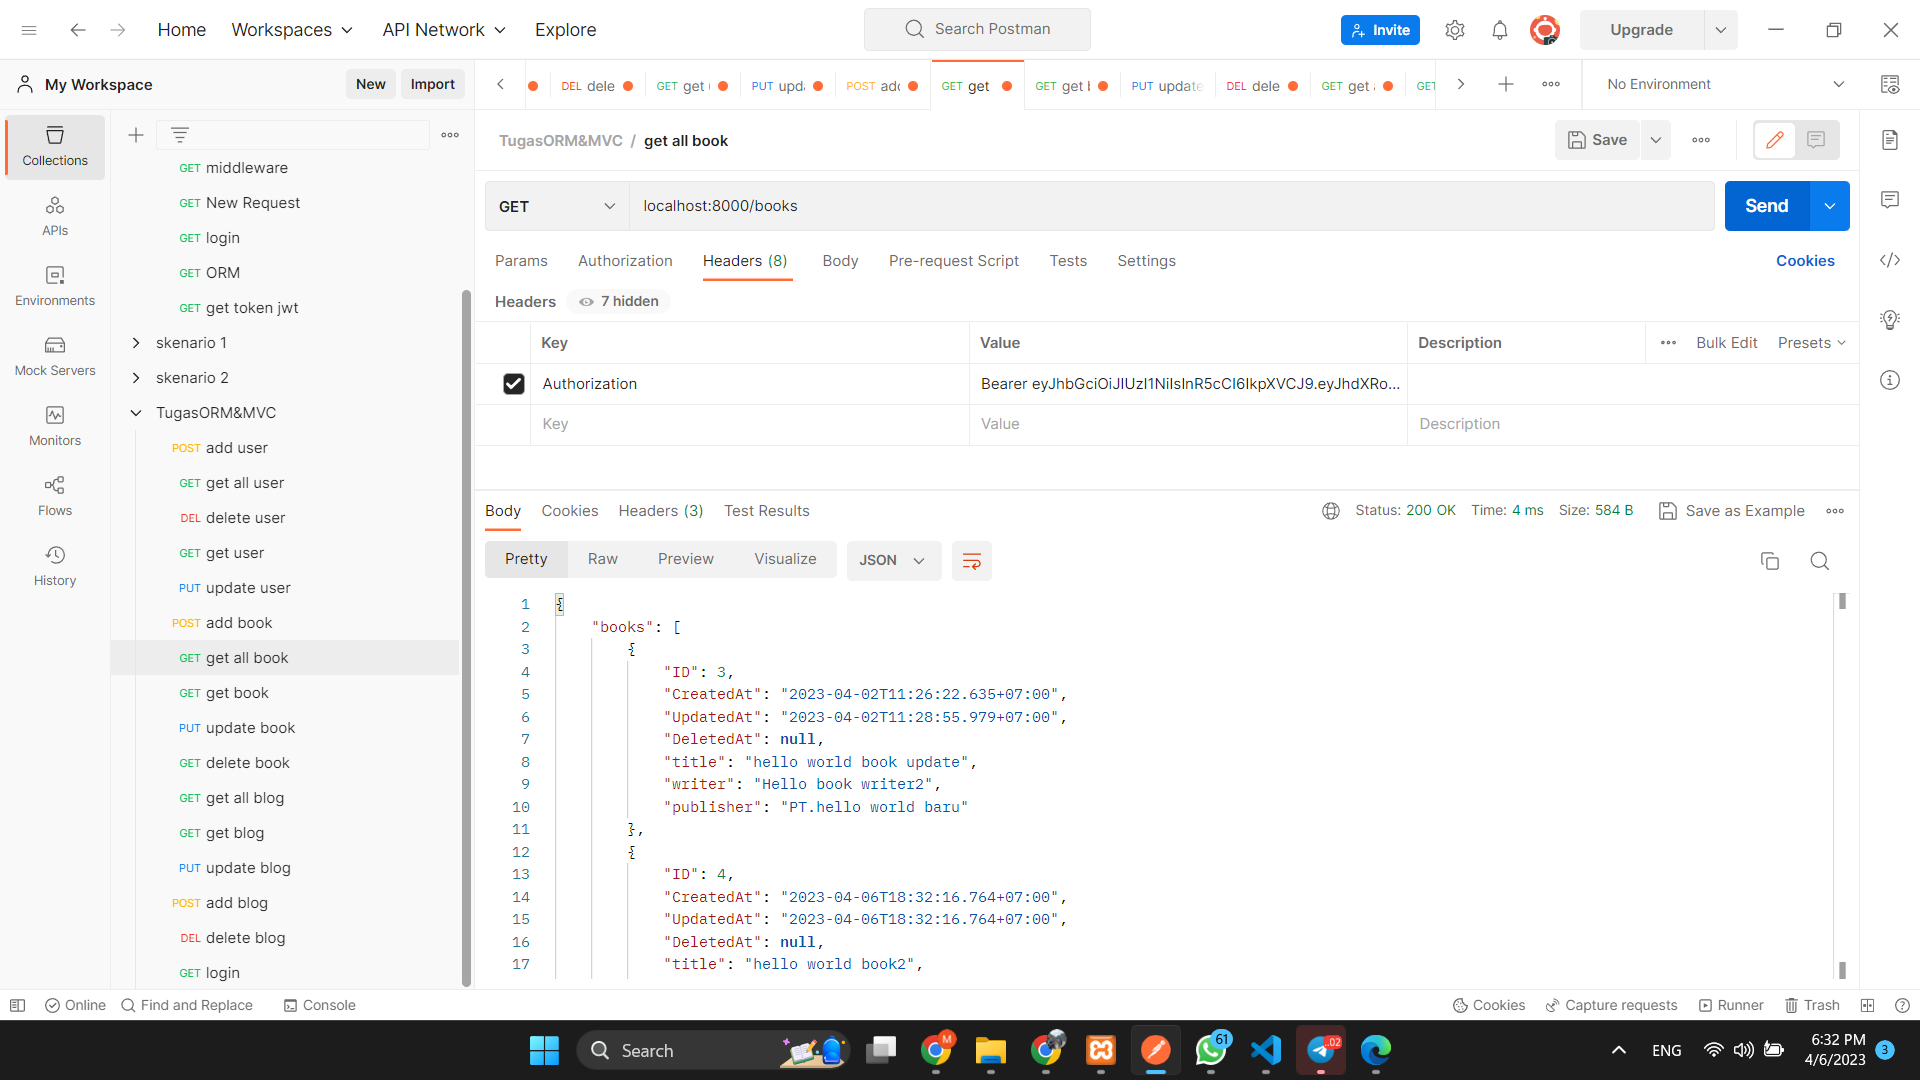 Home Workspaces API Network Explore Search Postman Invite Upgrade
My Workspace New Import DEL dele GET get PUT upda POST add GET get GET get b PUT update DEL dele GET get GET No Environment
TugasORM&MVC / get all book Save
Collections
APIs
Environments
Mock Servers
Monitors
Flows
History
GET middleware
GET New Request
GET login
GET ORM
GET get token jwt
skenario 1
skenario 2
TugasORM&MVC
POST add user
GET get all user
DEL delete user
GET get user
PUT update user
POST add book
GET get all book
GET get book
PUT update book
GET delete book
GET get all blog
GET get blog
PUT update blog
POST add blog
DEL delete blog
GET login
GET localhost:8000/books Send
Params Authorization Headers (8) Body Pre-request Script Tests Settings Cookies
Headers 7 hidden
Key Value Description Bulk Edit Presets
Authorization Bearer eyJhbGciOiJIUzI1NiIsInR5cCI6IkpXVCJ9.eyJhdXRo...
Key Value Description
Body Cookies Headers (3) Test Results Status: 200 OK Time: 4 ms Size: 584 B Save as Example
Pretty Raw Preview Visualize JSON
1 {
2 "books": [
3 {
4 "ID": 3,
5 "CreatedAt": "2023-04-02T11:26:22.635+07:00",
6 "UpdatedAt": "2023-04-02T11:28:55.979+07:00",
7 "DeletedAt": null,
8 "title": "hello world book update",
9 "writer": "Hello book writer2",
10 "publisher": "PT.hello world baru"
11 },
12 {
13 "ID": 4,
14 "CreatedAt": "2023-04-06T18:32:16.764+07:00",
15 "UpdatedAt": "2023-04-06T18:32:16.764+07:00",
16 "DeletedAt": null,
17 "title": "hello world book2",
Online Find and Replace Console Cookies Capture requests Runner Trash
Search M 61 .02 ENG 6:32 PM 3
4/6/2023